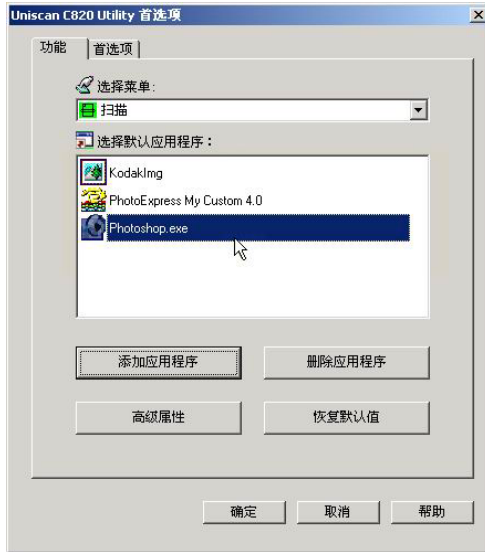 Uniscan C820 Utility 首选项
功能 首选项
选择菜单:
扫描
选择默认应用程序：
KodakImg
PhotoExpress My Custom 4.0
Photoshop.exe
添加应用程序 删除应用程序
高级属性 恢复默认值
确定 取消 帮助